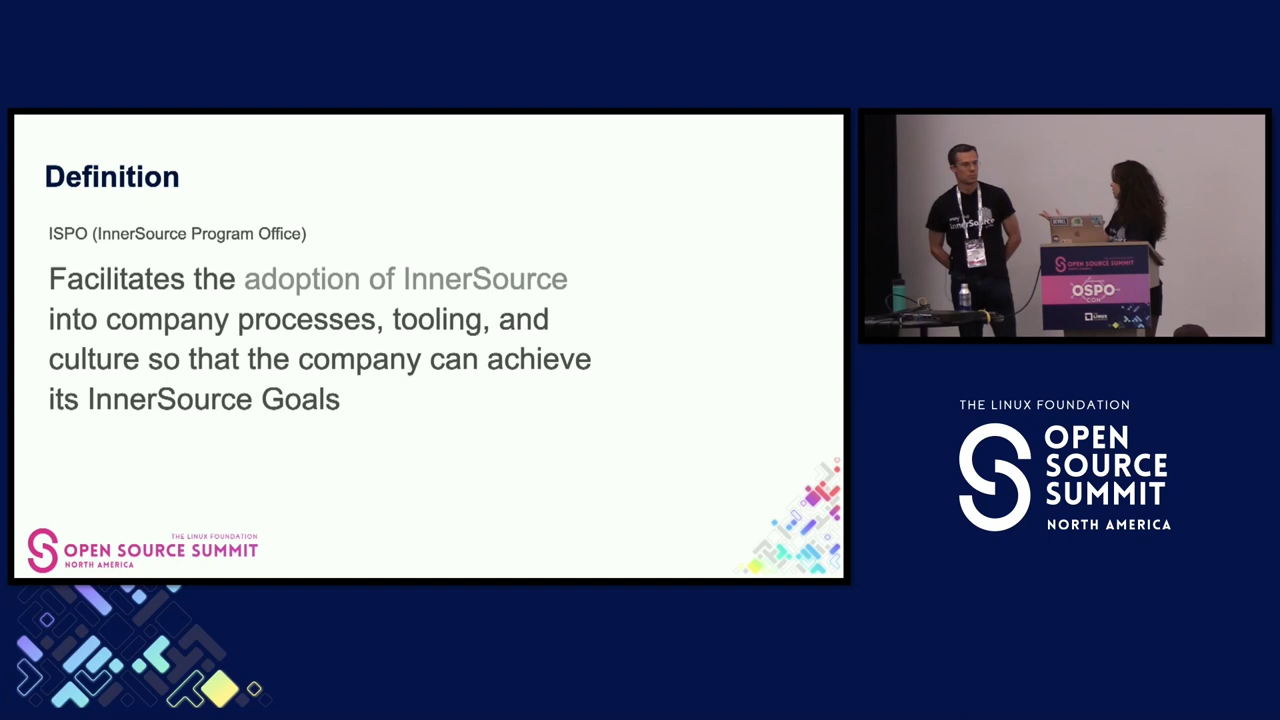 Definition
ISPO (InnerSource Program Office)
Facilitates the adoption of InnerSource
into company processes, tooling, and
culture so that the company can achieve
its InnerSource Goals
THE LINUX FOUNDATION
OPEN SOURCE SUMMIT
NORTH AMERICA
InnerSource
OPEN SOURCE SUMMIT
OSPO
CON
THE LINUX FOUNDATION
OPEN
SOURCE
SUMMIT
NORTH AMERICA